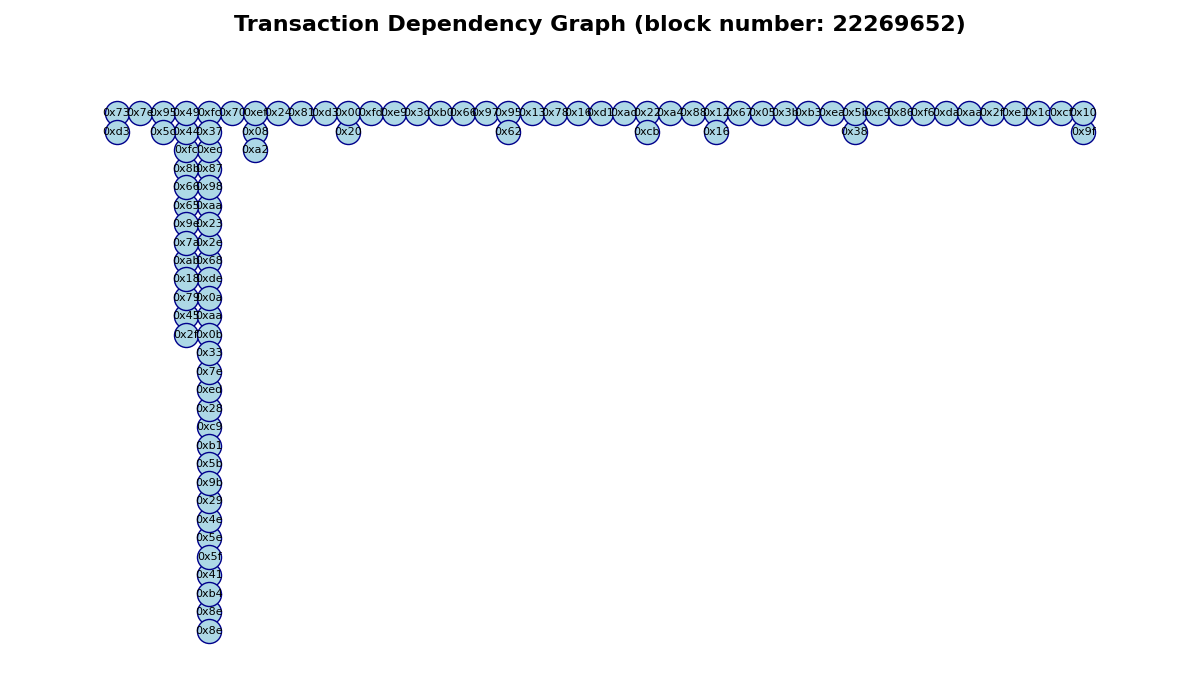 Transaction Dependency Graph (block number: 22269652)
0x73 0x7e 0x95 0x49 0xfc 0x70 0xef 0x24 0x81 0xd3 0x00 0xfd 0xe9 0x3c 0xb0 0x66 0x97 0x95 0x13 0x78 0x16 0xd1 0xad 0x22 0xa4 0x88 0x12 0x67 0x05 0x3b 0xb3 0xea 0x5b 0xc9 0x86 0xf6 0xda 0xaa 0x2f 0xe1 0x1c 0xcf 0x10
0xd3 0x5d 0x44 0x37 0x08 0x20 0x62 0xcb 0x16 0x38 0x9f
0xfc 0xec 0xa2
0x8b 0x87
0x66 0x98
0x65 0xaa
0x9e 0x23
0x7a 0x2e
0xab 0x68
0x18 0xde
0x79 0x0a
0x45 0xaa
0x2f 0x0b
0x33
0x7e
0xed
0x28
0xc9
0xb1
0x5b
0x9b
0x29
0x4e
0x5e
0x5f
0x41
0xb4
0x8e
0x8e